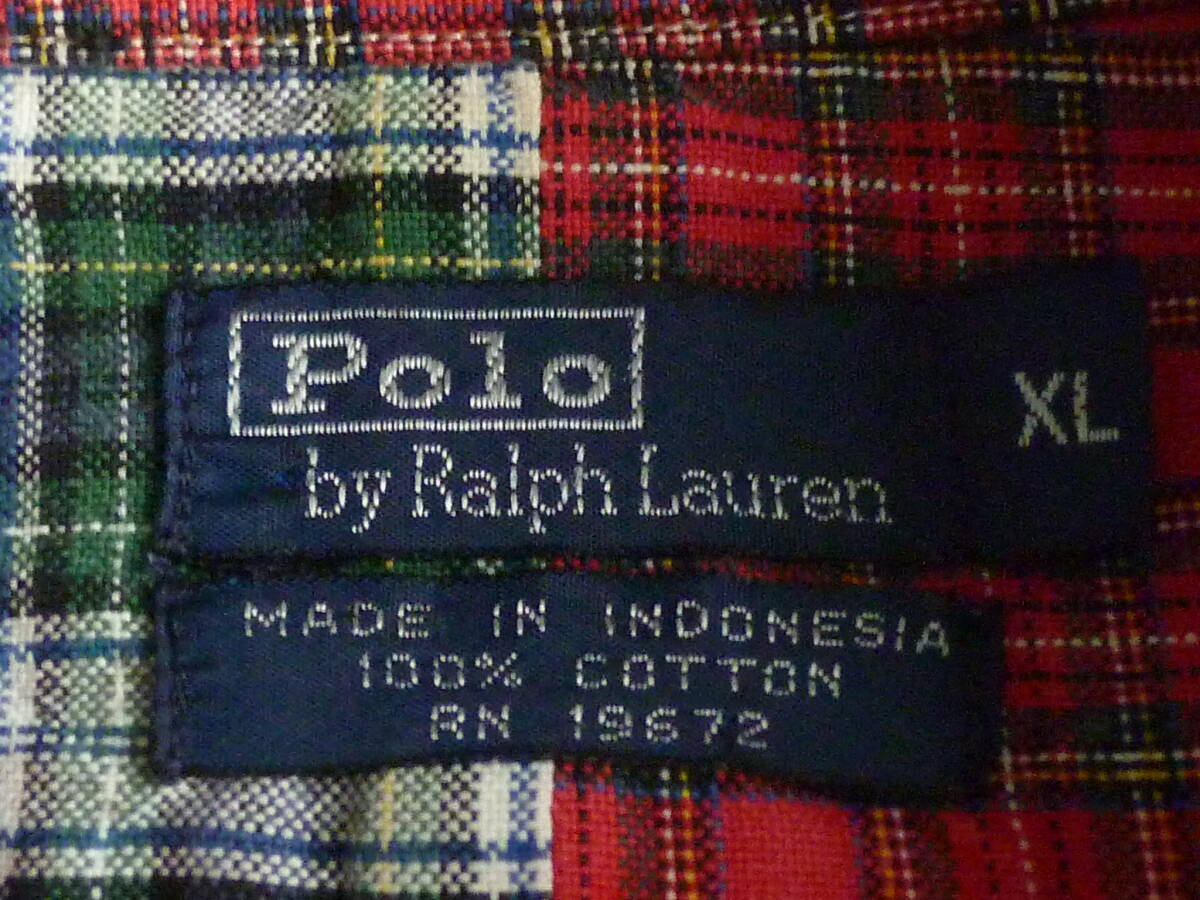 Polo
by Ralph Lauren
XL
MADE IN INDONESIA
100% COTTON
RN 19672